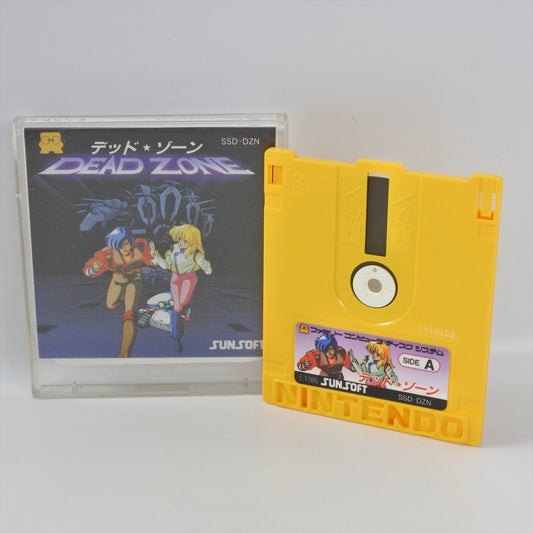 SSD-DZN
デッド★ゾーン
DEAD ZONE
SUNSOFT
ファミリー コンピュータ ディスク システム
SIDE A
デッド★ゾーン
© 1986 SUNSOFT
SSD-DZN
NINTENDO